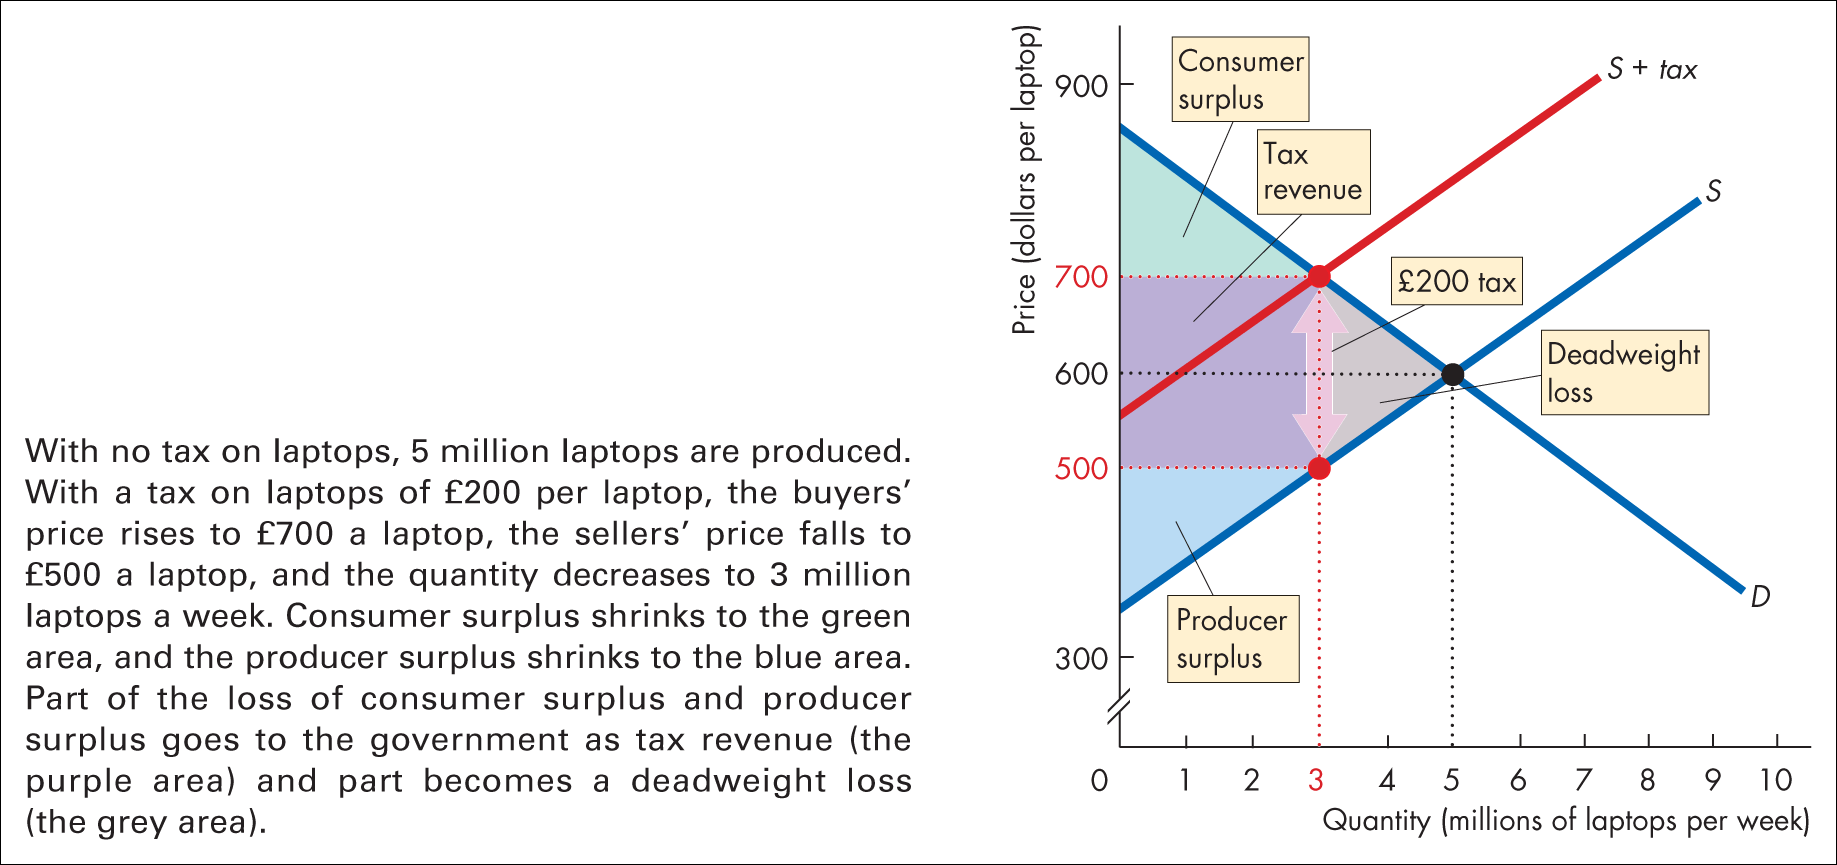 With no tax on laptops, 5 million laptops are produced.
With a tax on laptops of £200 per laptop, the buyers’
price rises to £700 a laptop, the sellers’ price falls to
£500 a laptop, and the quantity decreases to 3 million
laptops a week. Consumer surplus shrinks to the green
area, and the producer surplus shrinks to the blue area.
Part of the loss of consumer surplus and producer
surplus goes to the government as tax revenue (the
purple area) and part becomes a deadweight loss
(the grey area).
Price (dollars per laptop)
900
700
600
500
300
Consumer
surplus
Tax
revenue
S + tax
S
£200 tax
Deadweight
loss
D
Producer
surplus
0 1 2 3 4 5 6 7 8 9 10
Quantity (millions of laptops per week)